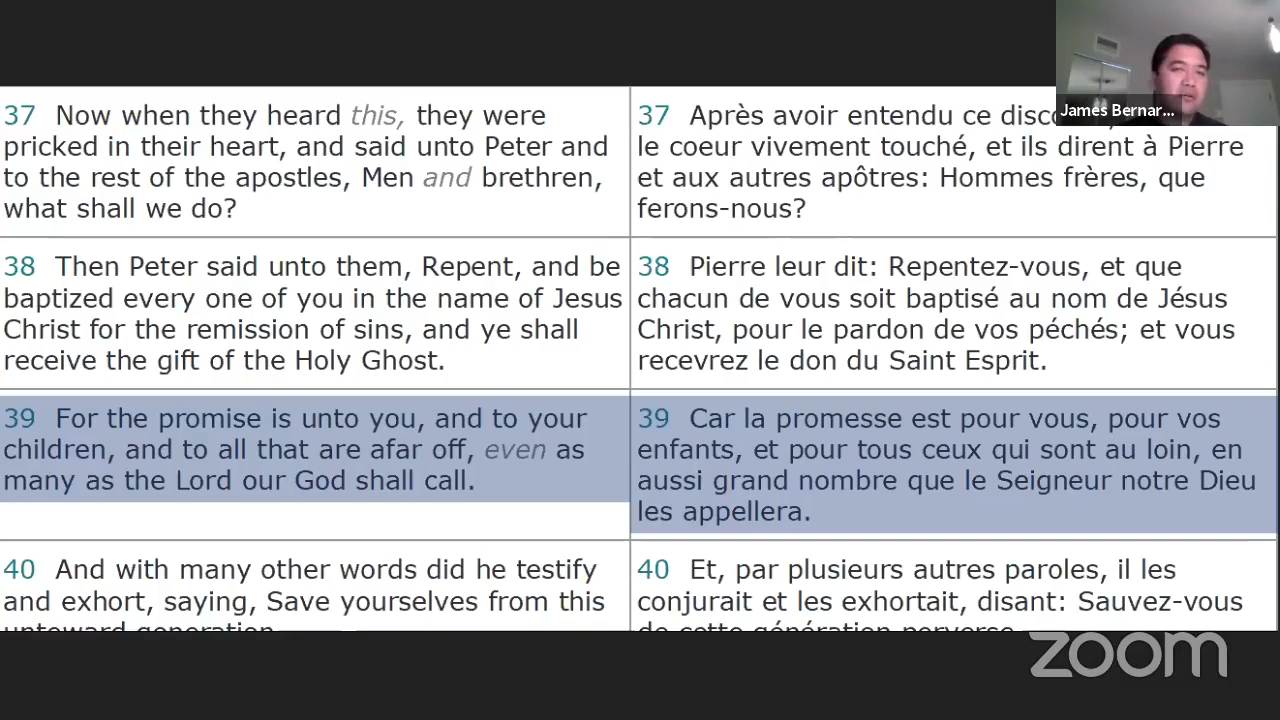 37 Now when they heard this, they were
pricked in their heart, and said unto Peter and
to the rest of the apostles, Men and brethren,
what shall we do?
38 Then Peter said unto them, Repent, and be
baptized every one of you in the name of Jesus
Christ for the remission of sins, and ye shall
receive the gift of the Holy Ghost.
39 For the promise is unto you, and to your
children, and to all that are afar off, even as
many as the Lord our God shall call.
40 And with many other words did he testify
and exhort, saying, Save yourselves from this
untoward generation
37 Après avoir entendu ce
le coeur vivement touché, et ils dirent à Pierre
et aux autres apôtres: Hommes frères, que
ferons-nous?
38 Pierre leur dit: Repentez-vous, et que
chacun de vous soit baptisé au nom de Jésus
Christ, pour le pardon de vos péchés; et vous
recevrez le don du Saint Esprit.
39 Car la promesse est pour vous, pour vos
enfants, et pour tous ceux qui sont au loin, en
aussi grand nombre que le Seigneur notre Dieu
les appellera.
40 Et, par plusieurs autres paroles, il les
conjurait et les exhortait, disant: Sauvez-vous
de cette génération perverse
James Bernar...
zoom